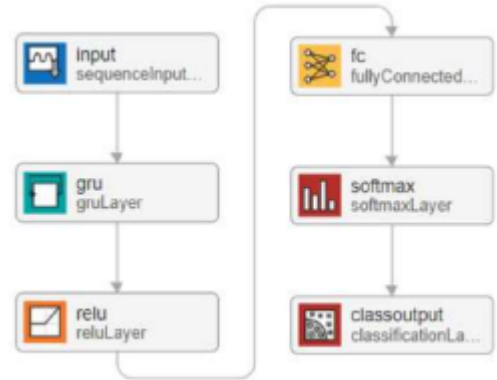 input
sequenceInput...
gru
gruLayer
relu
reluLayer
fc
fullyConnected...
softmax
softmaxLayer
classoutput
classificationLa...